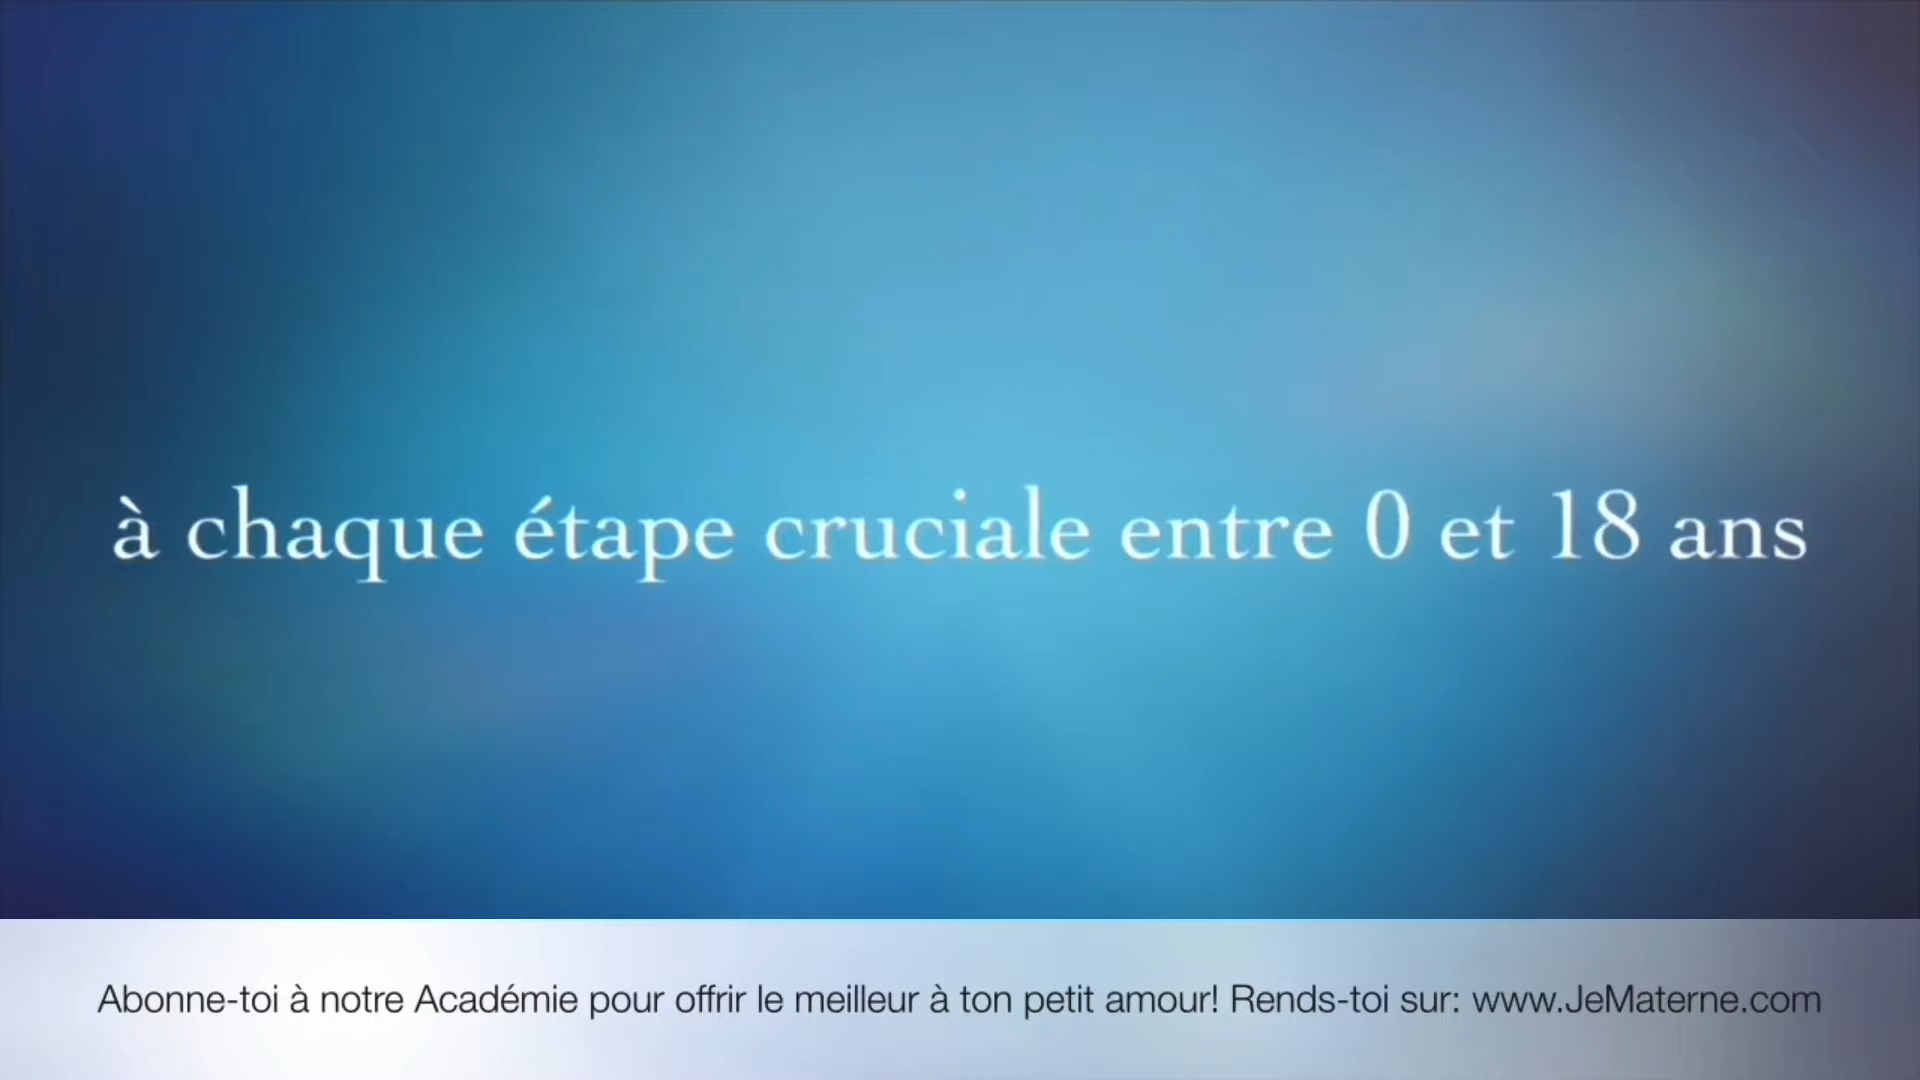 à chaque étape cruciale entre 0 et 18 ans
Abonne-toi à notre Académie pour offrir le meilleur à ton petit amour! Rends-toi sur: www.JeMaterne.com